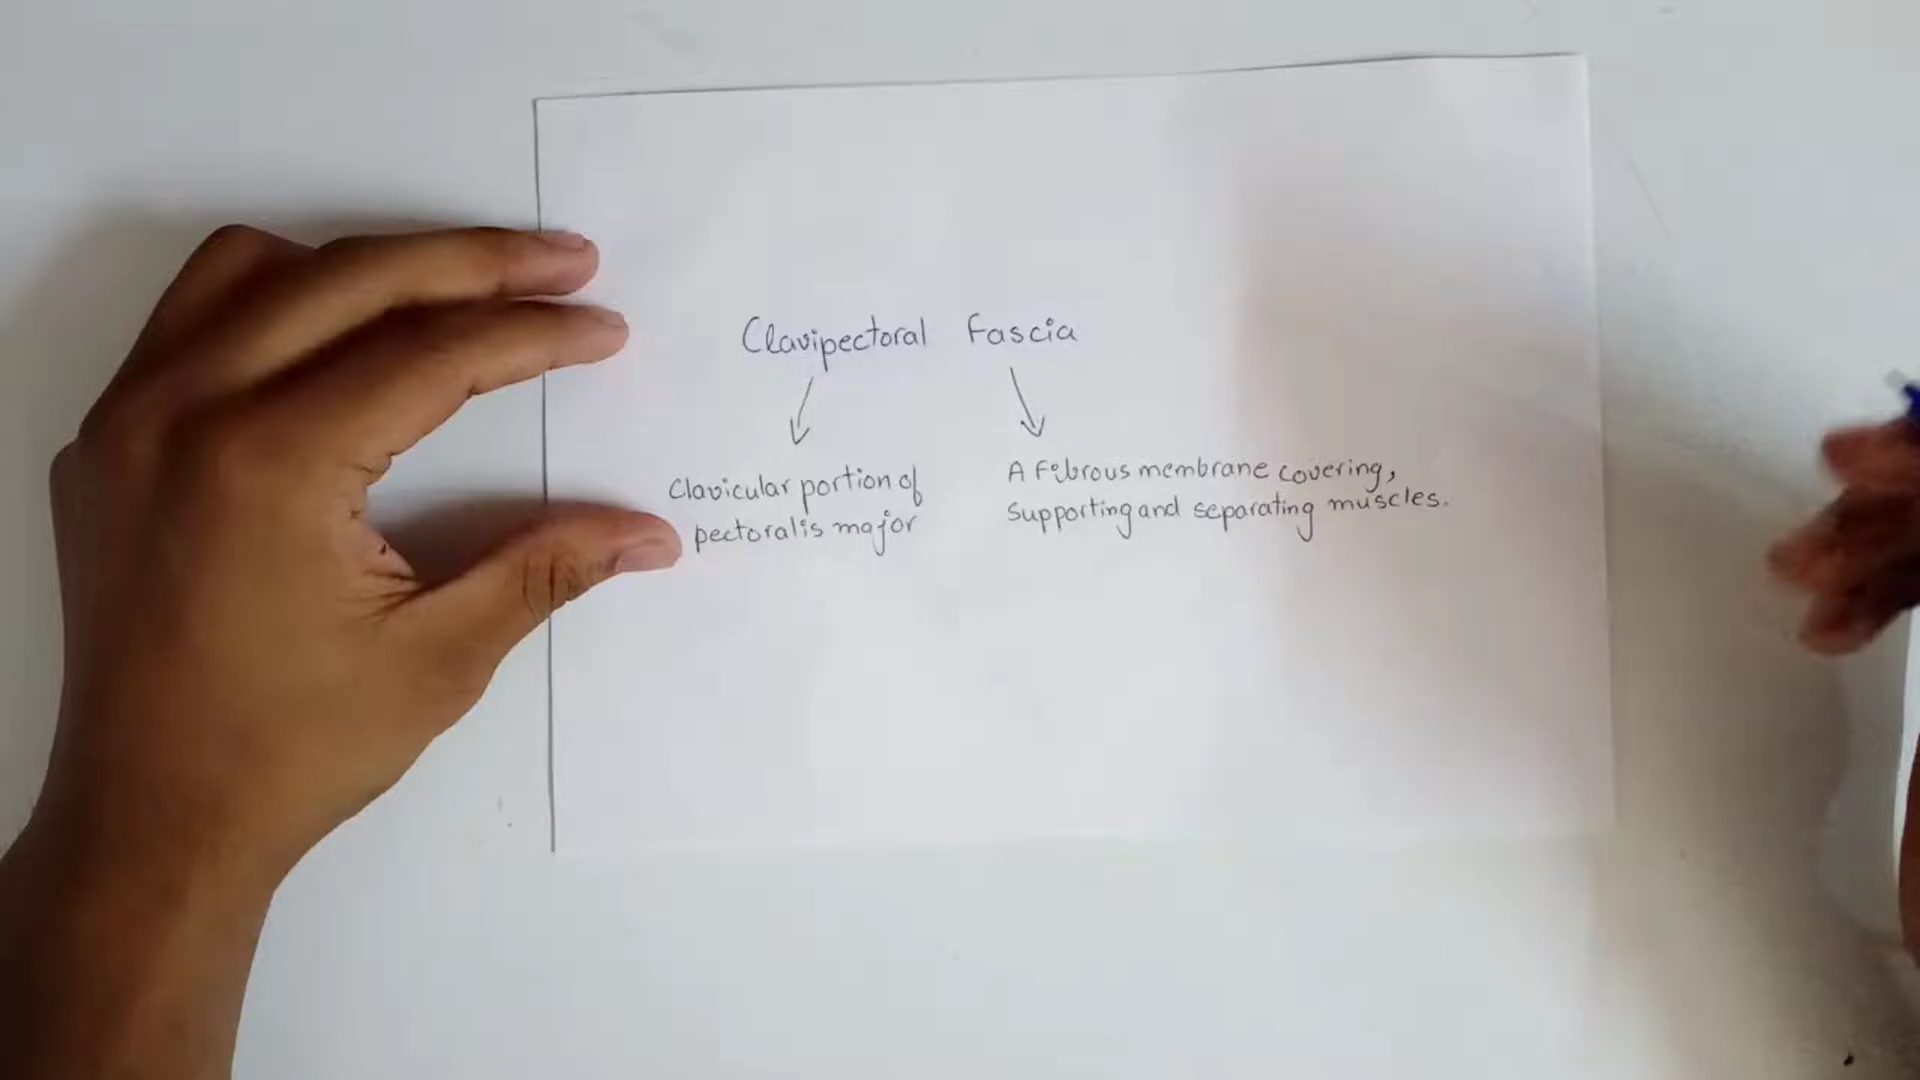 Clavipectoral Fascia
Clavicular portion of
pectoralis major
A Fibrous membrane covering,
supporting and separating muscles.